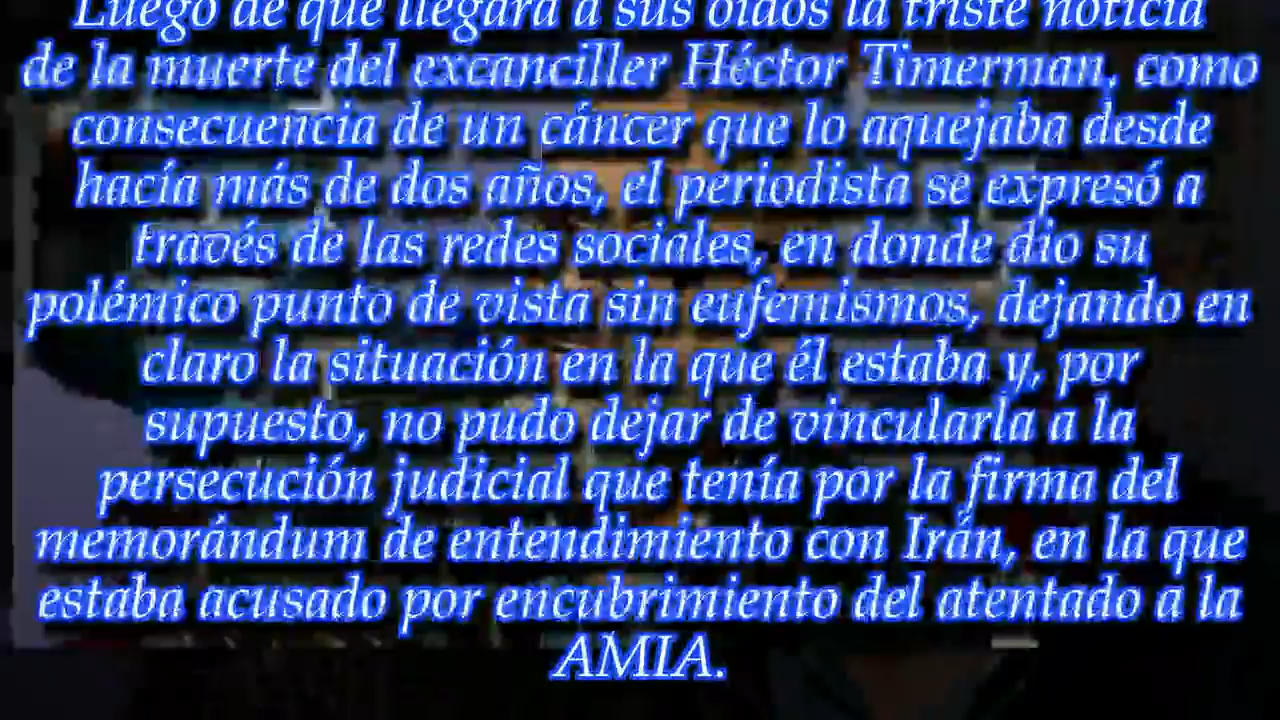 Luego de que llegara a sus oídos la triste noticia
de la muerte del excanciller Héctor Timerman, como
consecuencia de un cáncer que lo aquejaba desde
hacía más de dos años, el periodista se expresó a
través de las redes sociales, en donde dio su
polémico punto de vista sin eufemismos, dejando en
claro la situación en la que él estaba y, por
supuesto, no pudo dejar de vincularla a la
persecución judicial que tenía por la firma del
memorándum de entendimiento con Irán, en la que
estaba acusado por encubrimiento del atentado a la
AMIA.